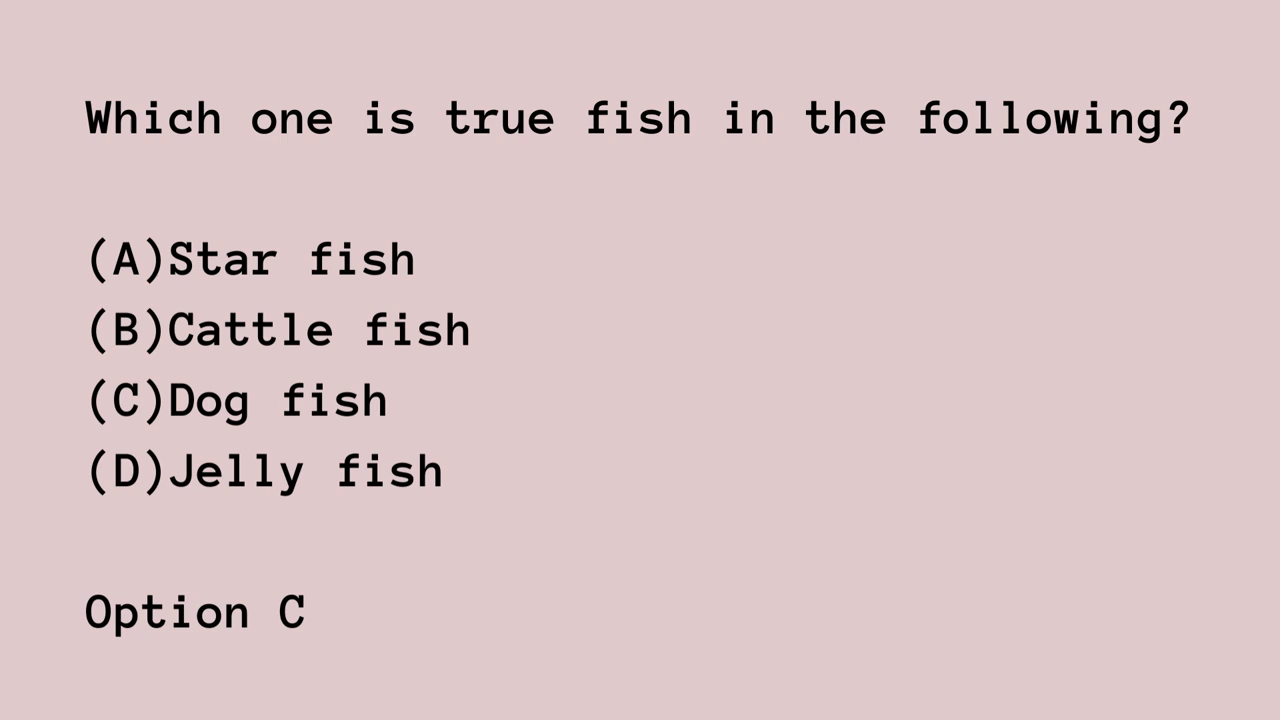 Which one is true fish in the following?
(A)Star fish
(B)Cattle fish
(C)Dog fish
(D)Jelly fish
Option C